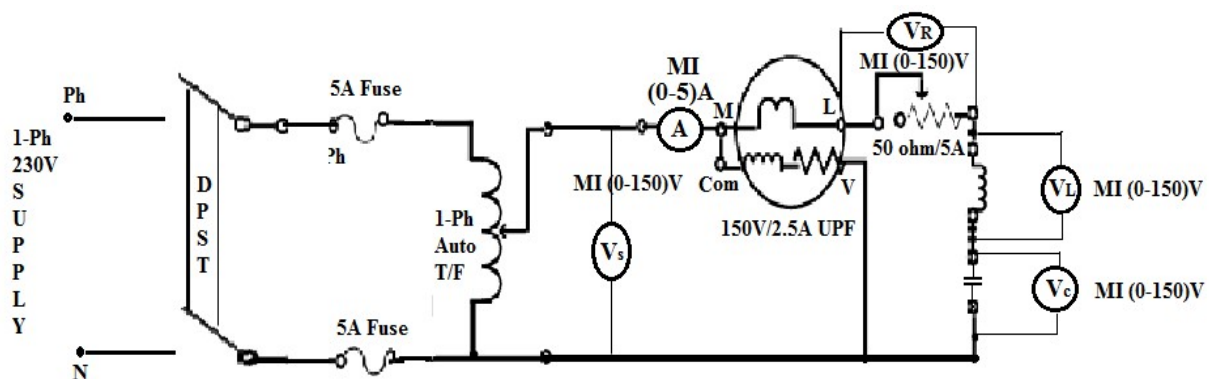 Ph
1-Ph
230V
S
U
P
P
L
Y
N
D
P
S
T
5A Fuse
Ph
1-Ph
Auto
T/F
5A Fuse
MI (0-150)V
Vs
MI
(0-5)A
A
M
L
Com
V
150V/2.5A UPF
VR
MI (0-150)V
50 ohm/5A
VL
MI (0-150)V
Vc
MI (0-150)V